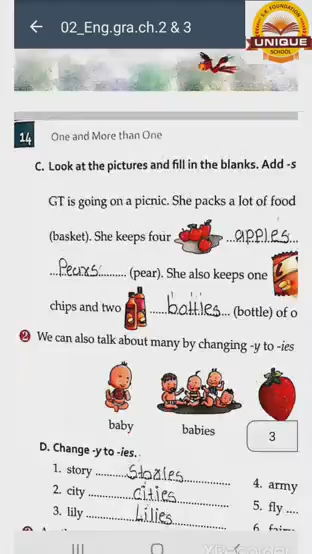 02_Eng.gra.ch.2 & 3
S.R. FOUNDATION
UNIQUE
SCHOOL
14 One and More than One
C. Look at the pictures and fill in the blanks. Add -s
GT is going on a picnic. She packs a lot of food
(basket). She keeps four ...apples...
...Pears......... (pear). She also keeps one
chips and two ......bottles... (bottle) of o
2 We can also talk about many by changing -y to -ies
baby babies 3
D. Change -y to -ies.
1. story ........Stories............
2. city ...........cities............
3. lily ............Lilies............
4. army
5. fly ....
6. fairy